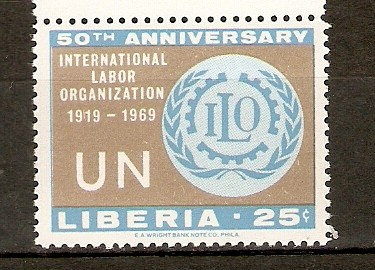 50TH ANNIVERSARY
INTERNATIONAL
LABOR
ORGANIZATION
1919 - 1969
ILO
UN
LIBERIA · 25¢
E.A. WRIGHT BANK NOTE CO., PHILA.